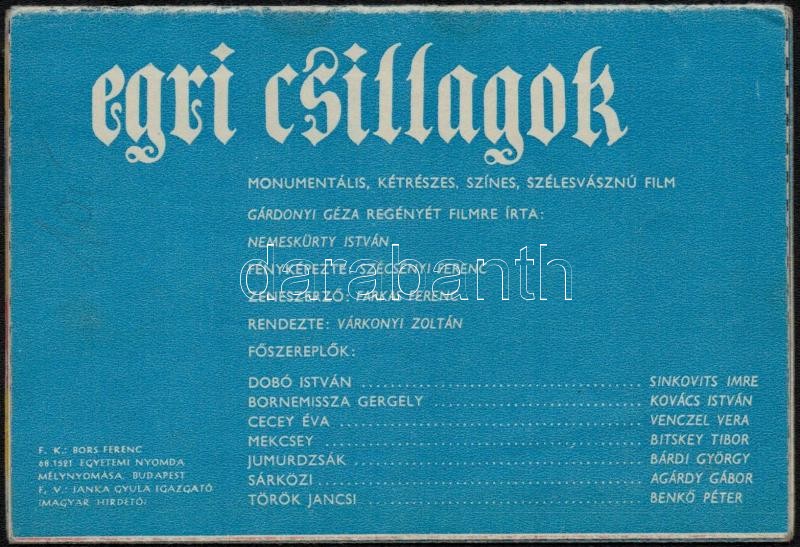 egri csillagok
MONUMENTÁLIS, KÉTRÉSZES, SZÍNES, SZÉLESVÁSZNÚ FILM
GÁRDONYI GÉZA REGÉNYÉT FILMRE ÍRTA:
NEMESKÜRTY ISTVÁN
FÉNYKÉPEZTE: SZÉCSÉNYI FERENC
darabanth
ZENESZERZŐ: FARKAS FERENC
RENDEZTE: VÁRKONYI ZOLTÁN
FŐSZEREPLŐK:
DOBÓ ISTVÁN ........ SINKOVITS IMRE
BORNEMISSZA GERGELY ........ KOVÁCS ISTVÁN
CECEY ÉVA ........ VENCZEL VERA
MEKCSEY ........ BITSKEY TIBOR
JUMURDZSÁK ........ BÁRDI GYÖRGY
SÁRKÖZI ........ AGÁRDY GÁBOR
TÖRÖK JANCSI ........ BENKŐ PÉTER
F. K.: BORS FERENC
68.1521 EGYETEMI NYOMDA
MÉLYNYOMÁSA, BUDAPEST
F. V.: JANKA GYULA IGAZGATÓ
(MAGYAR HIRDETŐ)